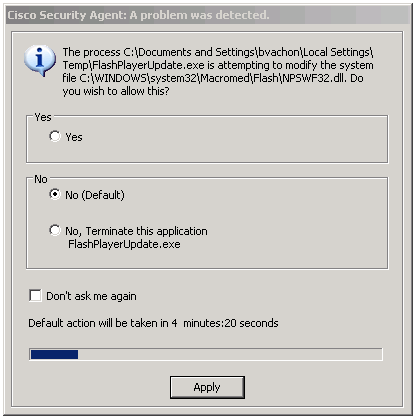 Cisco Security Agent: A problem was detected.
The process C:\Documents and Settings\bvachon\Local Settings\
Temp\FlashPlayerUpdate.exe is attempting to modify the system
file C:\WINDOWS\system32\Macromed\Flash\NPSWF32.dll. Do
you wish to allow this?
Yes
Yes
No
No (Default)
No, Terminate this application
FlashPlayerUpdate.exe
Don't ask me again
Default action will be taken in 4 minutes:20 seconds
Apply